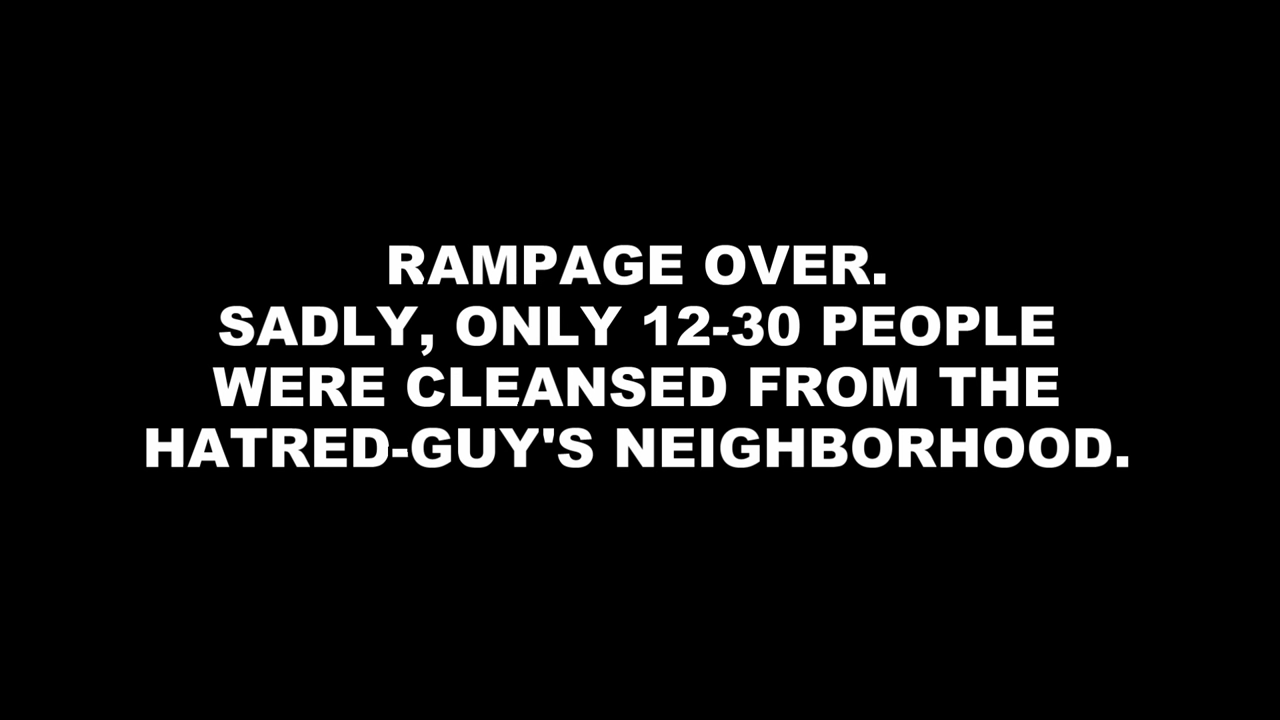 RAMPAGE OVER.
SADLY, ONLY 12-30 PEOPLE
WERE CLEANSED FROM THE
HATRED-GUY'S NEIGHBORHOOD.